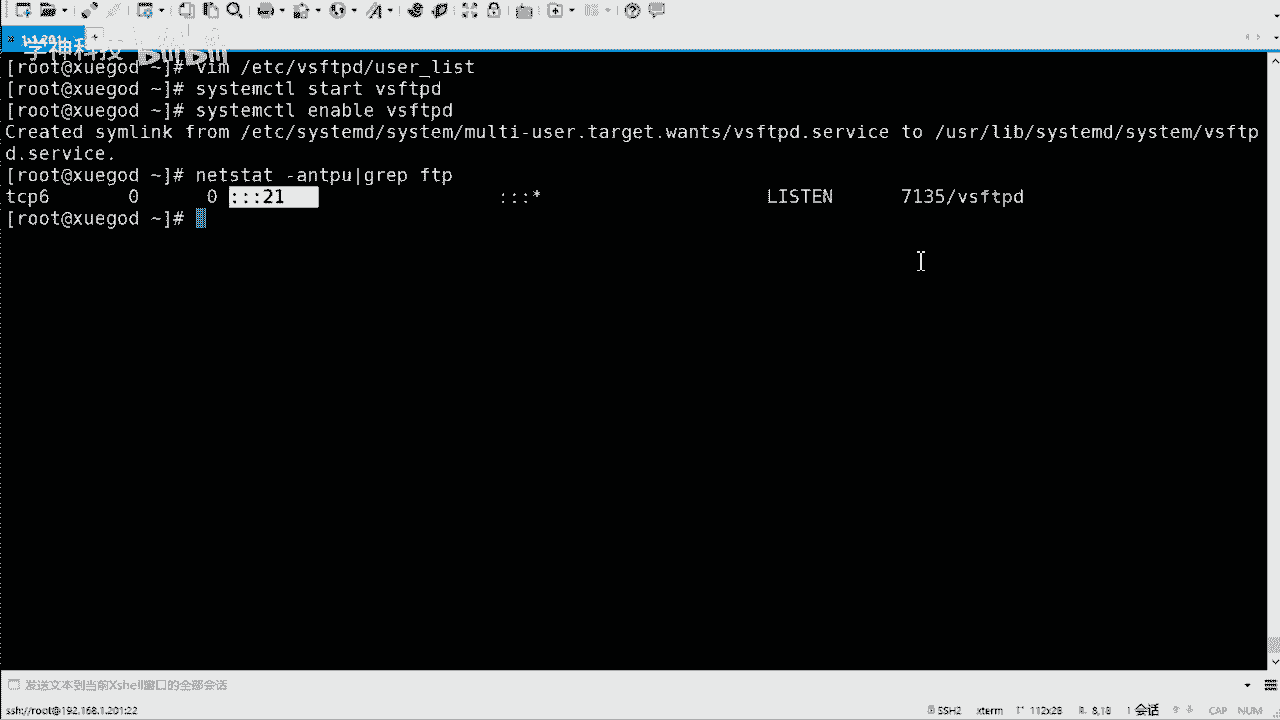 1.1.201
学神科技 bilibili
[root@xuegod ~]# vim /etc/vsftpd/user_list
[root@xuegod ~]# systemctl start vsftpd
[root@xuegod ~]# systemctl enable vsftpd
Created symlink from /etc/systemd/system/multi-user.target.wants/vsftpd.service to /usr/lib/systemd/system/vsftp
d.service.
[root@xuegod ~]# netstat -antpu|grep ftp
tcp6 0 0 :::21 :::* LISTEN 7135/vsftpd
[root@xuegod ~]#
发送文本到当前Xshell窗口的全部会话
ssh://root@192.168.1.201:22 SSH2 xterm 112x28 8,18 1 会话 CAP NUM